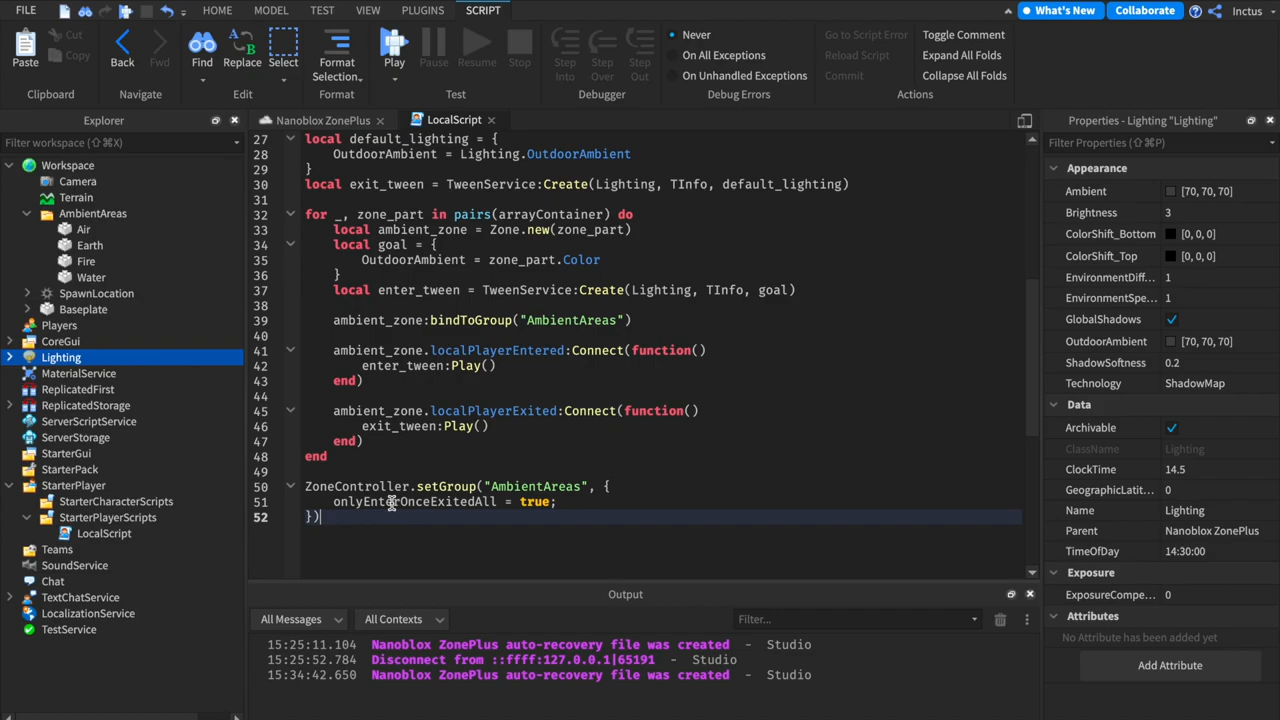 FILE HOME MODEL TEST VIEW PLUGINS SCRIPT What's New Collaborate Inctus
Paste Cut Copy Back Fwd Find Replace Select Format Selection Play Pause Resume Stop Step Into Step Over Step Out
Never
On All Exceptions
On Unhandled Exceptions
Go to Script Error
Reload Script
Commit
Toggle Comment
Expand All Folds
Collapse All Folds
Clipboard Navigate Edit Format Test Debugger Debug Errors Actions
Explorer
Filter workspace (⇧⌘X)
Workspace
Camera
Terrain
AmbientAreas
Air
Earth
Fire
Water
SpawnLocation
Baseplate
Players
CoreGui
Lighting
MaterialService
ReplicatedFirst
ReplicatedStorage
ServerScriptService
ServerStorage
StarterGui
StarterPack
StarterPlayer
StarterCharacterScripts
StarterPlayerScripts
LocalScript
Teams
SoundService
Chat
TextChatService
LocalizationService
TestService
Nanoblox ZonePlus LocalScript
27 local default_lighting = {
28 OutdoorAmbient = Lighting.OutdoorAmbient
29 }
30 local exit_tween = TweenService:Create(Lighting, TInfo, default_lighting)
31
32 for _, zone_part in pairs(arrayContainer) do
33 local ambient_zone = Zone.new(zone_part)
34 local goal = {
35 OutdoorAmbient = zone_part.Color
36 }
37 local enter_tween = TweenService:Create(Lighting, TInfo, goal)
38
39 ambient_zone:bindToGroup("AmbientAreas")
40
41 ambient_zone.localPlayerEntered:Connect(function()
42 enter_tween:Play()
43 end)
44
45 ambient_zone.localPlayerExited:Connect(function()
46 exit_tween:Play()
47 end)
48 end
49
50 ZoneController.setGroup("AmbientAreas", {
51 onlyEnterOnceExitedAll = true;
52 })
Output
All Messages All Contexts Filter...
15:25:11.104 Nanoblox ZonePlus auto-recovery file was created - Studio
15:25:52.784 Disconnect from ::ffff:127.0.0.1|65191 - Studio
15:34:42.650 Nanoblox ZonePlus auto-recovery file was created - Studio
Properties - Lighting "Lighting"
Filter Properties (⇧⌘P)
Appearance
Ambient [70, 70, 70]
Brightness 3
ColorShift_Bottom [0, 0, 0]
ColorShift_Top [0, 0, 0]
EnvironmentDiff... 1
EnvironmentSpe... 1
GlobalShadows
OutdoorAmbient [70, 70, 70]
ShadowSoftness 0.2
Technology ShadowMap
Data
Archivable
ClassName Lighting
ClockTime 14.5
GeographicLatit... 0
Name Lighting
Parent Nanoblox ZonePlus
TimeOfDay 14:30:00
Exposure
ExposureCompe... 0
Attributes
No Attribute has been added yet
Add Attribute